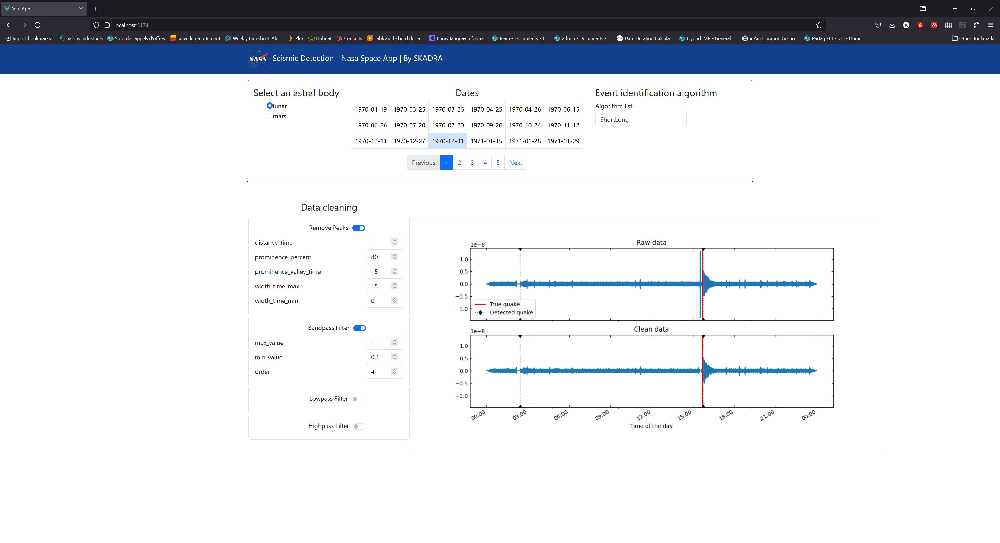 Vite App
localhost:5174
Import bookmarks... Salons Industriels Suivi des appels d'offres Suivi du recrutement Weekly timesheet: Ale... Plex Hubitat Contacts Tableau de bord des a... Louis Tanguay Informa... team - Documents - T... admin - Documents - ... Date Duration Calcula... Hybrid IMR - General ... ● Amélioration Gestio... Partage LTI-LCG - Home Other Bookmarks
NASA Seismic Detection - Nasa Space App | By SKADRA
Select an astral body
lunar
mars
Dates
1970-01-19 1970-03-25 1970-03-26 1970-04-25 1970-04-26 1970-06-15
1970-06-26 1970-07-20 1970-07-20 1970-09-26 1970-10-24 1970-11-12
1970-12-11 1970-12-27 1970-12-31 1971-01-15 1971-01-28 1971-01-29
Previous 1 2 3 4 5 Next
Event identification algorithm
Algorithm list:
ShortLong
Data cleaning
Remove Peaks
distance_time 1
prominence_percent 80
prominence_valley_time 15
width_time_max 15
width_time_min 0
Bandpass Filter
max_value 1
min_value 0.1
order 4
Lowpass Filter
Highpass Filter
Raw data
1e−8
1.0
0.5
0.0
−0.5
−1.0
True quake
Detected quake
Clean data
1e−8
1.0
0.5
0.0
−0.5
−1.0
00:00 03:00 06:00 09:00 12:00 15:00 18:00 21:00 00:00
Time of the day